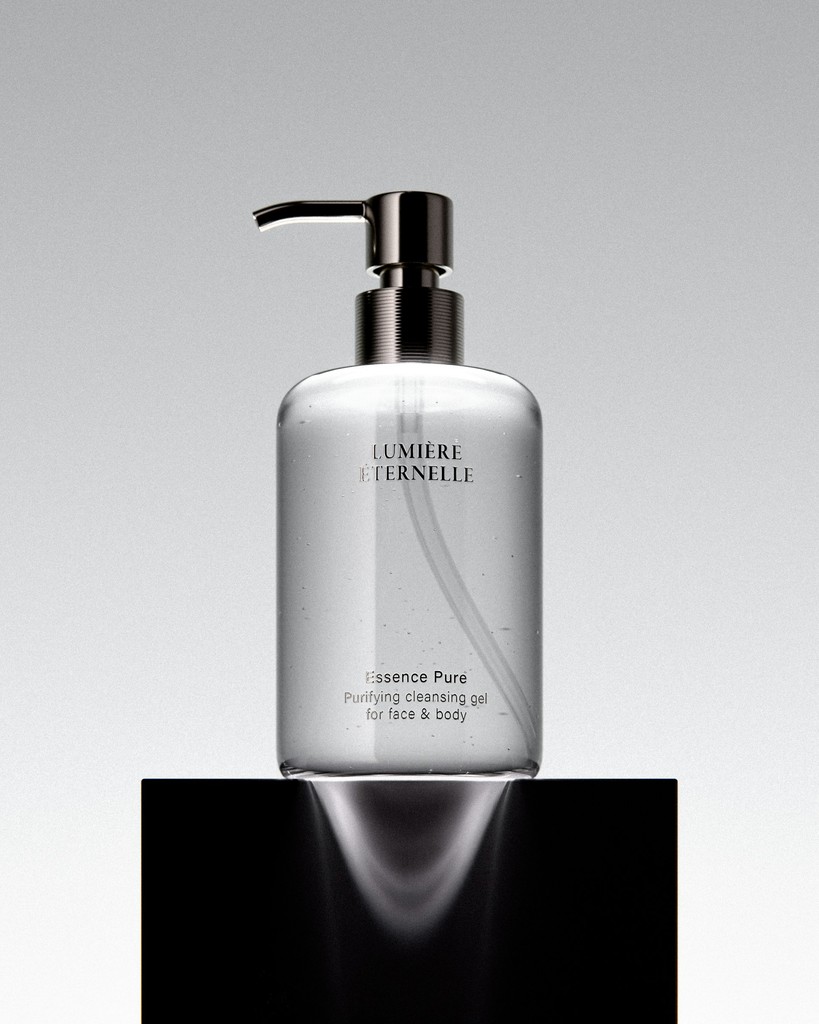 LUMIÈRE
ÉTERNELLE
Essence Pure
Purifying cleansing gel
for face & body